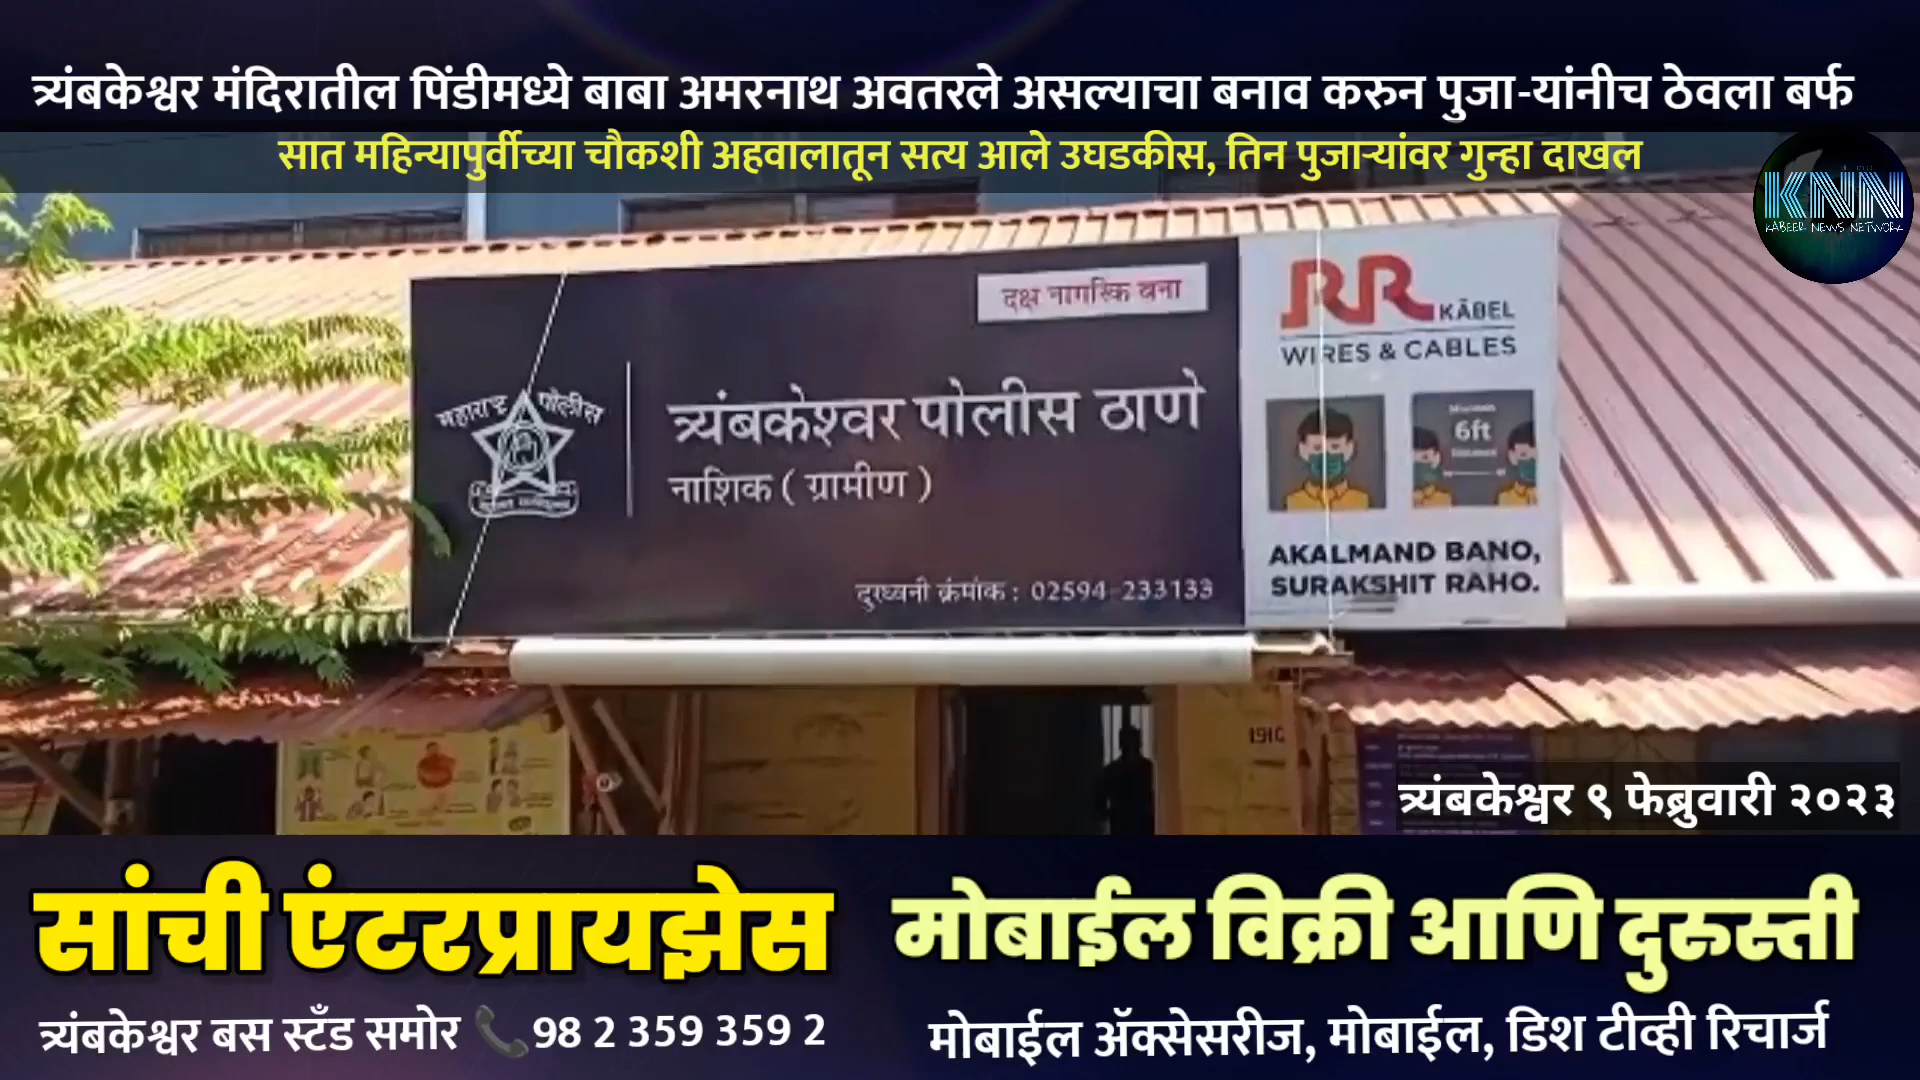 त्र्यंबकेश्वर मंदिरातील पिंडीमध्ये बाबा अमरनाथ अवतरले असल्याचा बनाव करुन पुजा-यांनीच ठेवला बर्फ
सात महिन्यापुर्वीच्या चौकशी अहवालातून सत्य आले उघडकीस, तिन पुजाऱ्यांवर गुन्हा दाखल
KNN
KABEER NEWS NETWORK
दक्ष नागरिक बना
महाराष्ट्र पोलीस
त्र्यंबकेश्वर पोलीस ठाणे
नाशिक ( ग्रामीण )
दुरध्वनी क्रंमांक : 02594-233133
RR KĀBEL
WIRES & CABLES
6ft
AKALMAND BANO,
SURAKSHIT RAHO.
त्र्यंबकेश्वर ९ फेब्रुवारी २०२३
सांची एंटरप्रायझेस
त्र्यंबकेश्वर बस स्टँड समोर 98 2 359 359 2
मोबाईल विक्री आणि दुरुस्ती
मोबाईल ॲक्सेसरीज, मोबाईल, डिश टीव्ही रिचार्ज